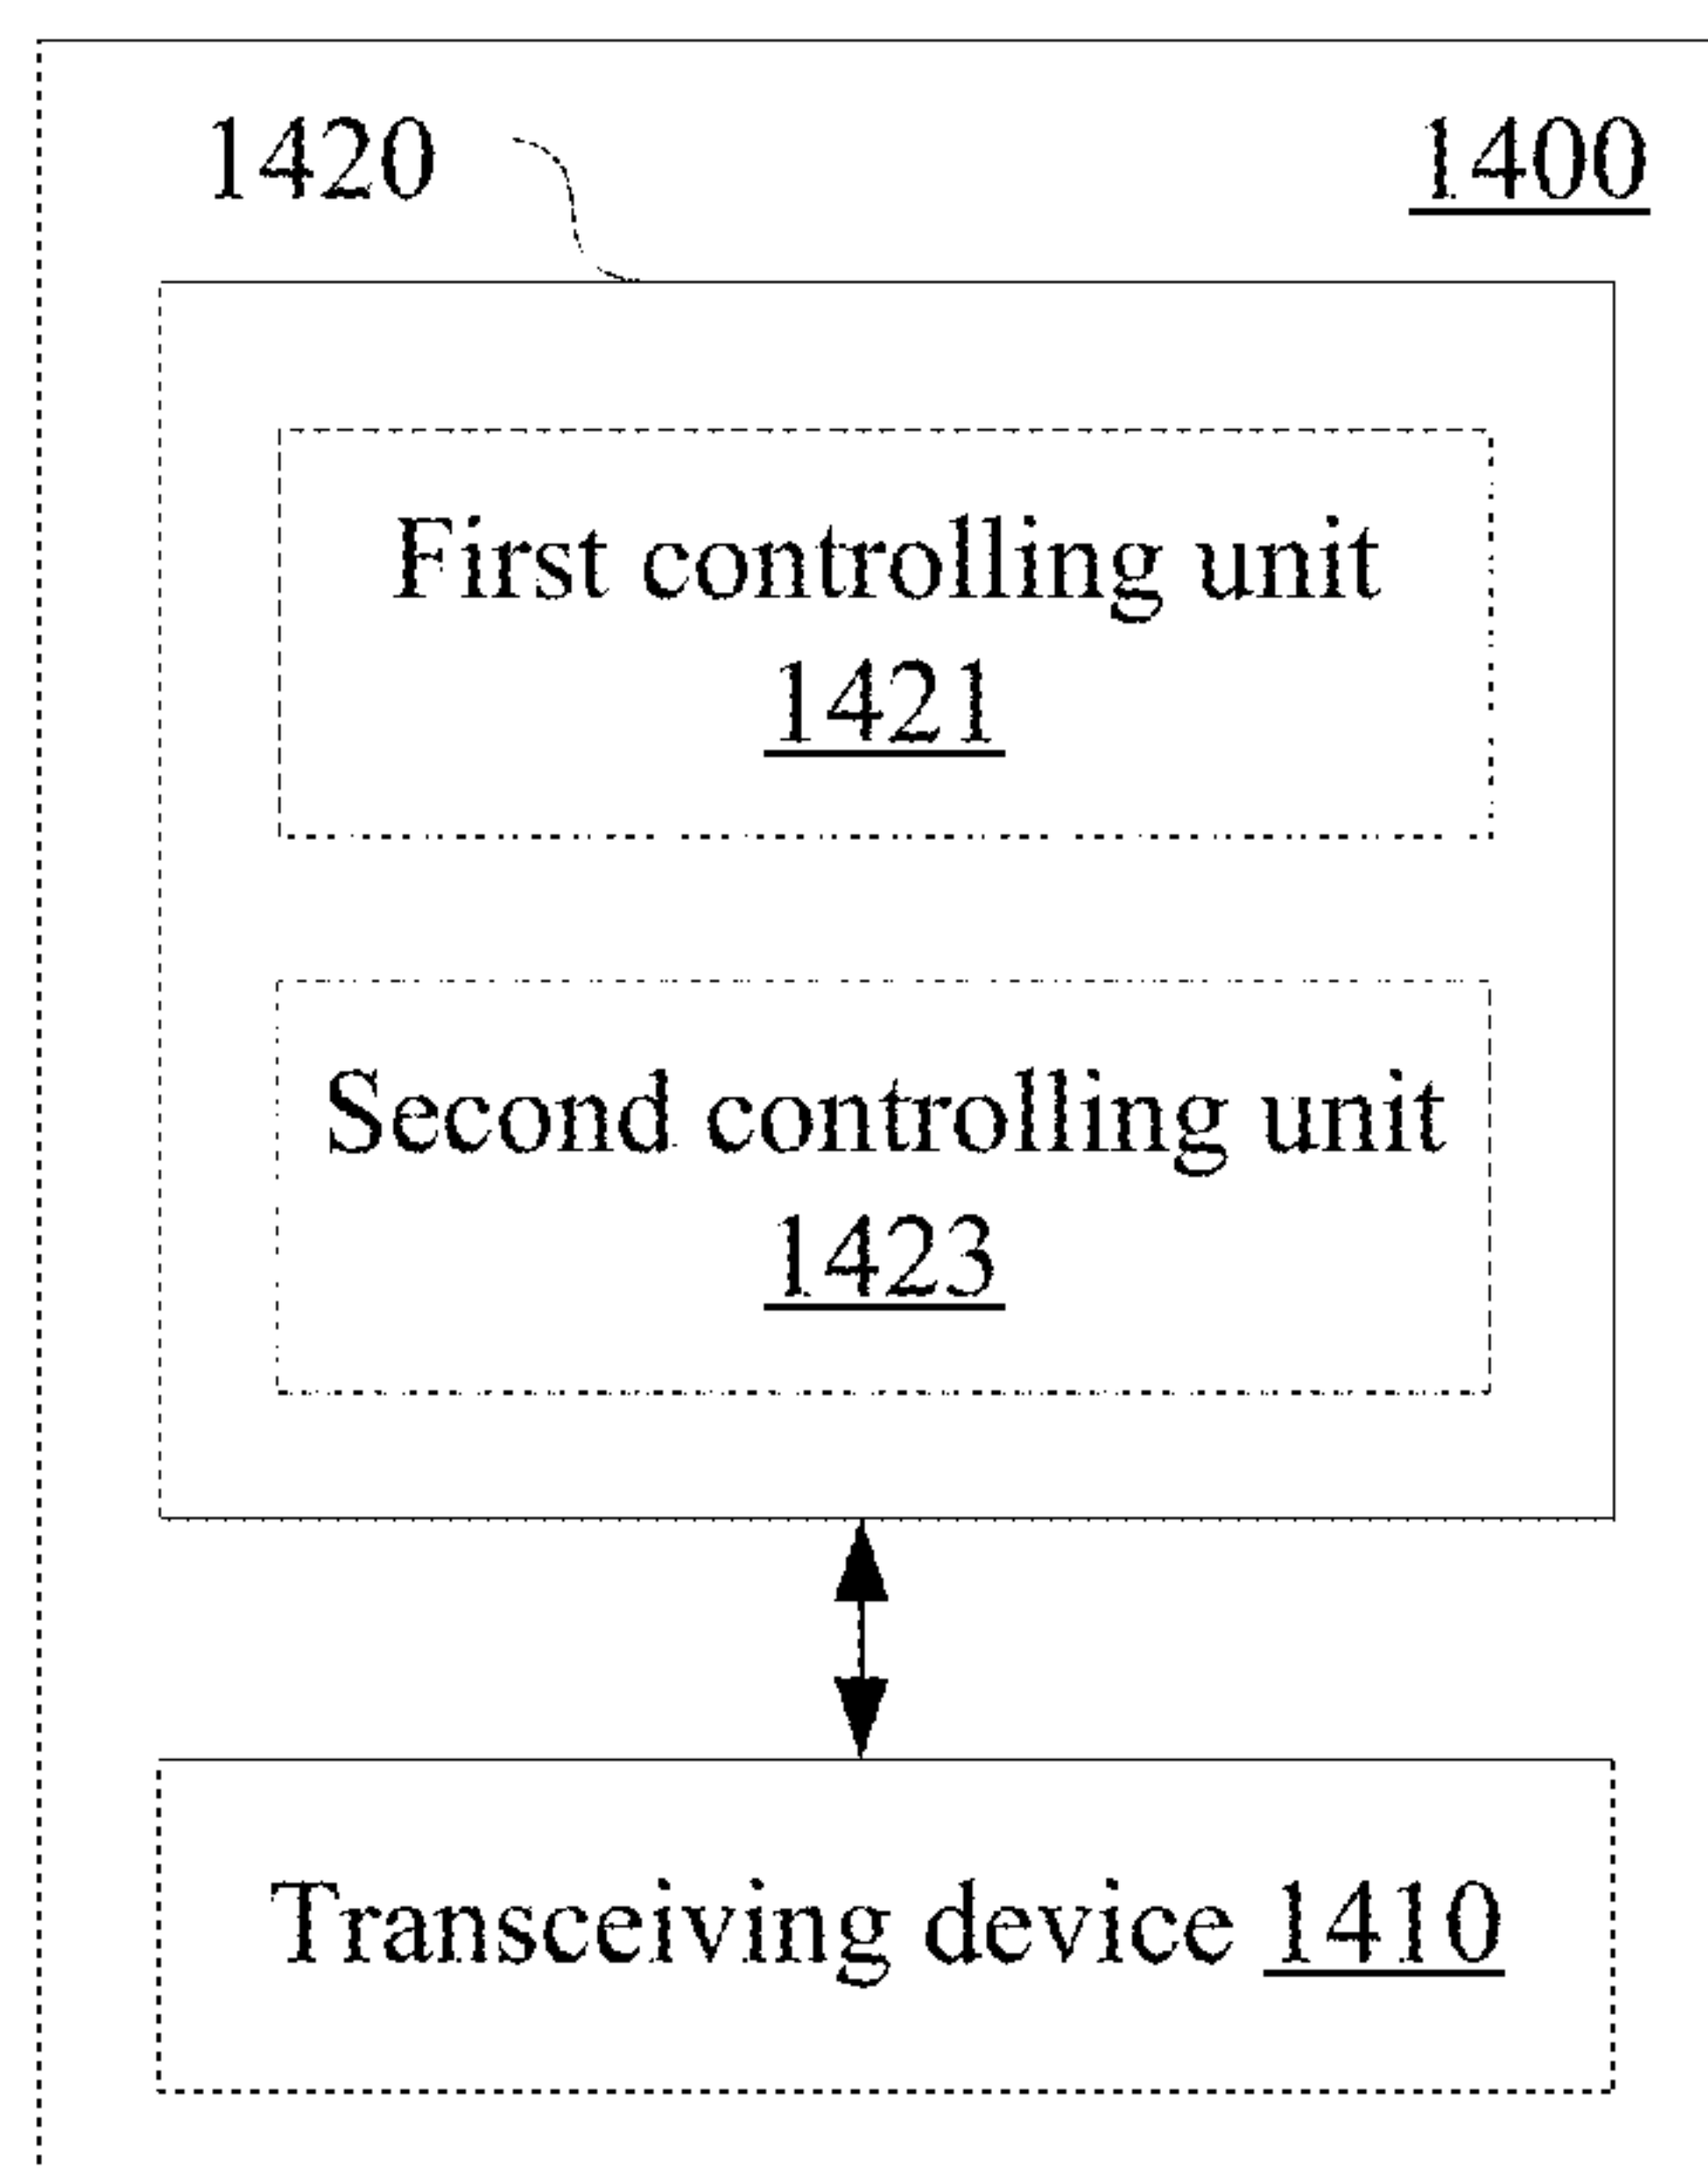 1420
1400
First controlling unit
1421
Second controlling unit
1423
Transceiving device 1410